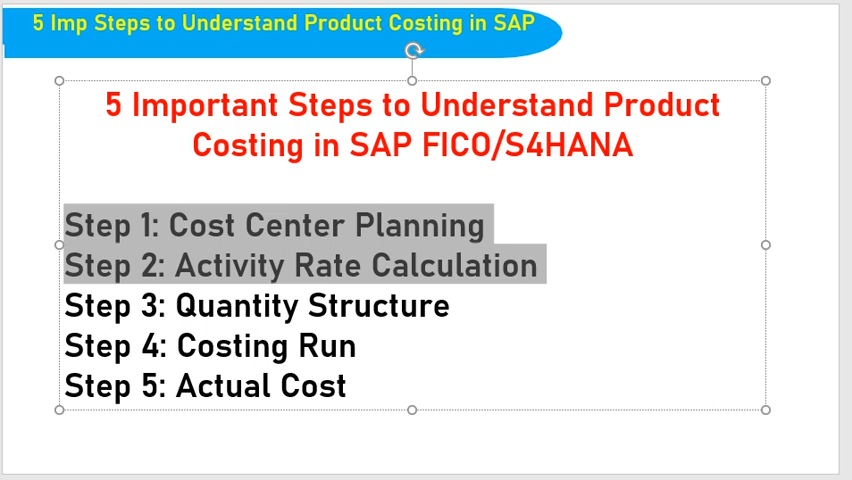 5 Imp Steps to Understand Product Costing in SAP
5 Important Steps to Understand Product
Costing in SAP FICO/S4HANA
Step 1: Cost Center Planning
Step 2: Activity Rate Calculation
Step 3: Quantity Structure
Step 4: Costing Run
Step 5: Actual Cost